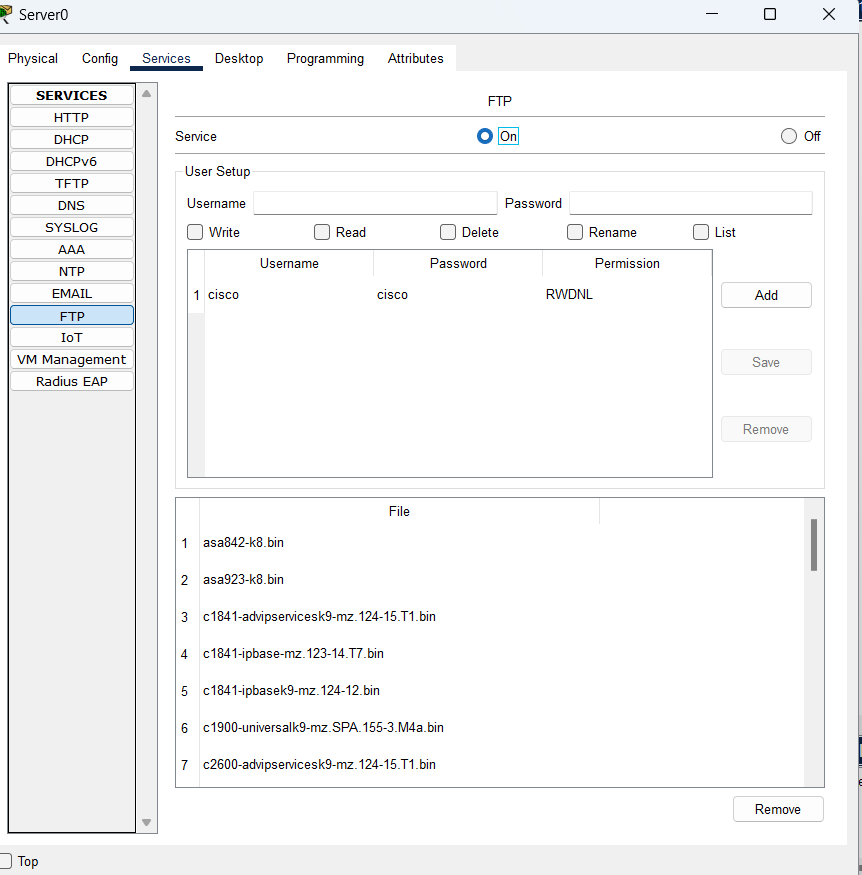 Server0
Physical Config Services Desktop Programming Attributes
SERVICES
HTTP
DHCP
DHCPv6
TFTP
DNS
SYSLOG
AAA
NTP
EMAIL
FTP
IoT
VM Management
Radius EAP
FTP
Service On Off
User Setup
Username Password
Write Read Delete Rename List
Username Password Permission
1 cisco cisco RWDNL
Add
Save
Remove
File
1 asa842-k8.bin
2 asa923-k8.bin
3 c1841-advipservicesk9-mz.124-15.T1.bin
4 c1841-ipbase-mz.123-14.T7.bin
5 c1841-ipbasek9-mz.124-12.bin
6 c1900-universalk9-mz.SPA.155-3.M4a.bin
7 c2600-advipservicesk9-mz.124-15.T1.bin
Remove
Top